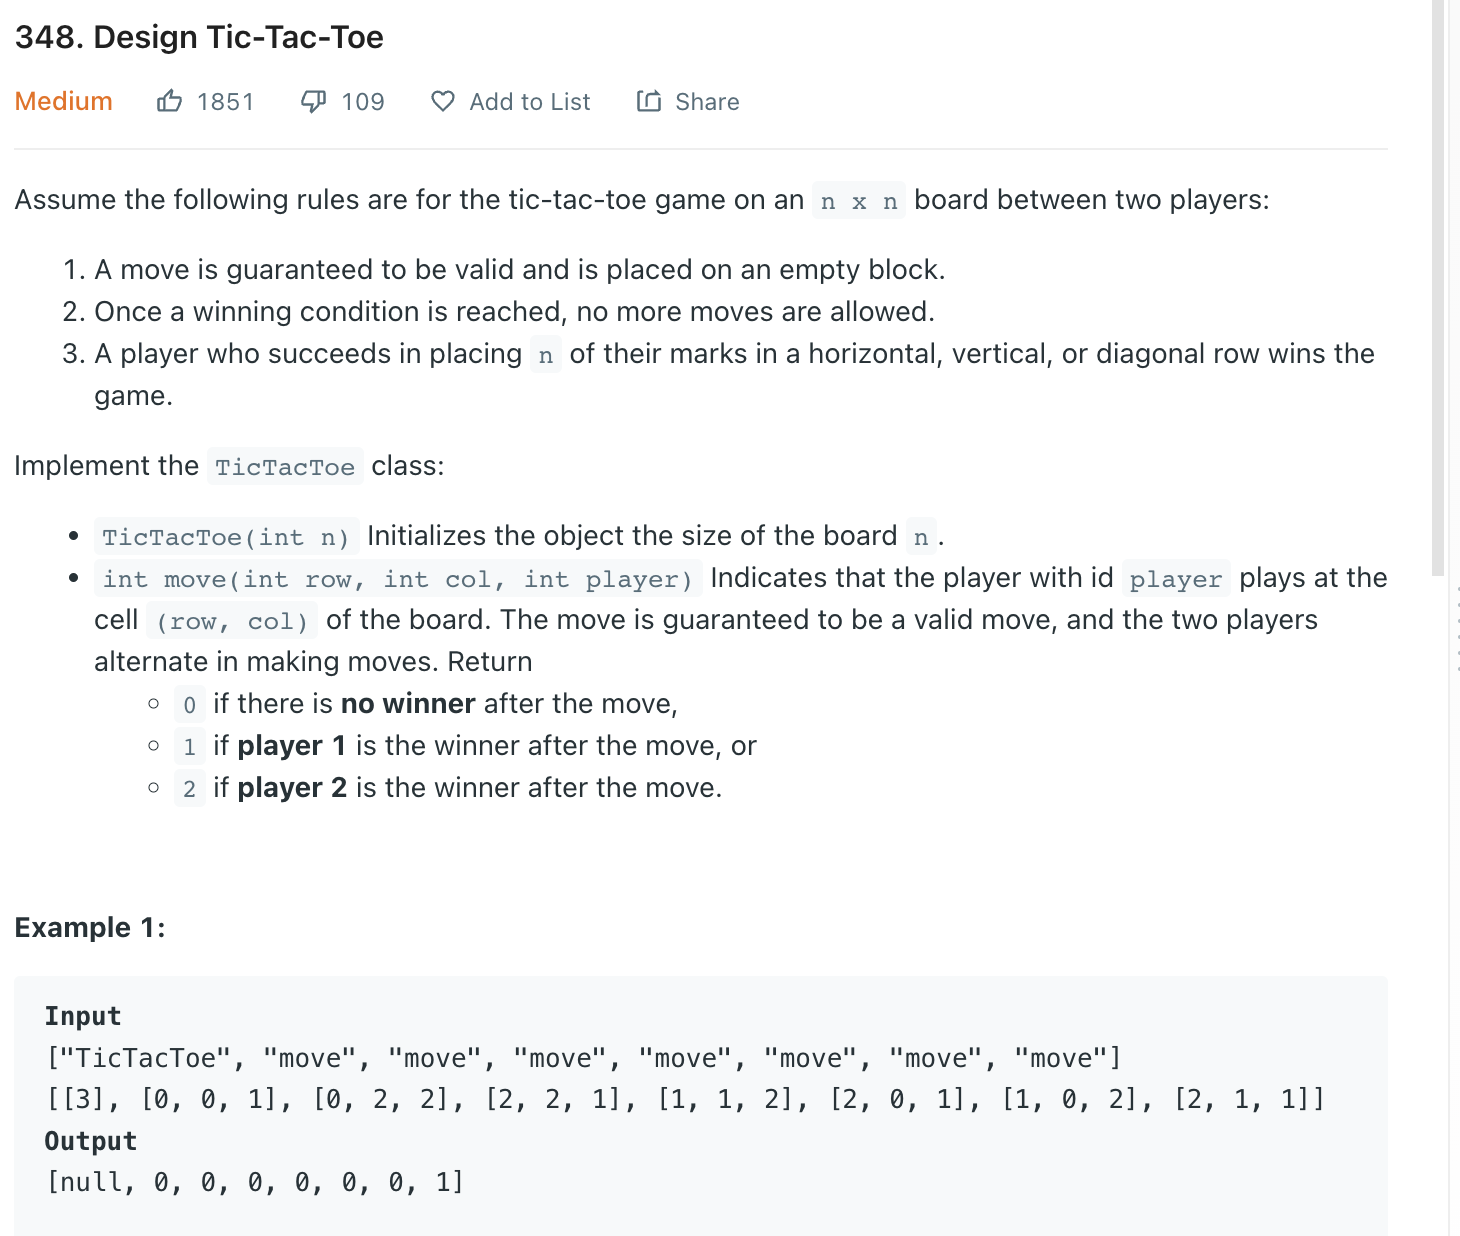 348. Design Tic-Tac-Toe
Medium 1851 109 Add to List Share
Assume the following rules are for the tic-tac-toe game on an n x n board between two players:
1. A move is guaranteed to be valid and is placed on an empty block.
2. Once a winning condition is reached, no more moves are allowed.
3. A player who succeeds in placing n of their marks in a horizontal, vertical, or diagonal row wins the
game.
Implement the TicTacToe class:
• TicTacToe(int n) Initializes the object the size of the board n.
• int move(int row, int col, int player) Indicates that the player with id player plays at the
cell (row, col) of the board. The move is guaranteed to be a valid move, and the two players
alternate in making moves. Return
◦ 0 if there is no winner after the move,
◦ 1 if player 1 is the winner after the move, or
◦ 2 if player 2 is the winner after the move.
Example 1:
Input
["TicTacToe", "move", "move", "move", "move", "move", "move", "move"]
[[3], [0, 0, 1], [0, 2, 2], [2, 2, 1], [1, 1, 2], [2, 0, 1], [1, 0, 2], [2, 1, 1]]
Output
[null, 0, 0, 0, 0, 0, 0, 1]